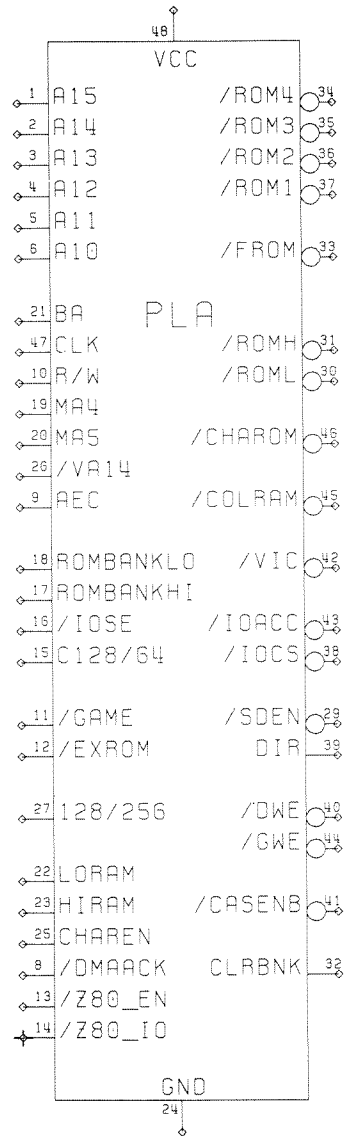 48
VCC
1 A15 /ROM4 34
2 A14 /ROM3 35
3 A13 /ROM2 36
4 A12 /ROM1 37
5 A11
6 A10 /FROM 33
21 BA PLA
47 CLK /ROMH 31
10 R/W /ROML 30
19 MA4
20 MA5 /CHAROM 46
26 /VA14
9 AEC /COLRAM 45
18 ROMBANKLO /VIC 42
17 ROMBANKHI
16 /IOSE /IOACC 43
15 C128/64 /IOCS 38
11 /GAME /SDEN 29
12 /EXROM DIR 39
27 128/256 /DWE 40
/GWE 44
22 LORAM
23 HIRAM /CASENB 41
25 CHAREN
8 /DMAACK CLRBNK 32
13 /Z80_EN
14 /Z80_IO
GND
24